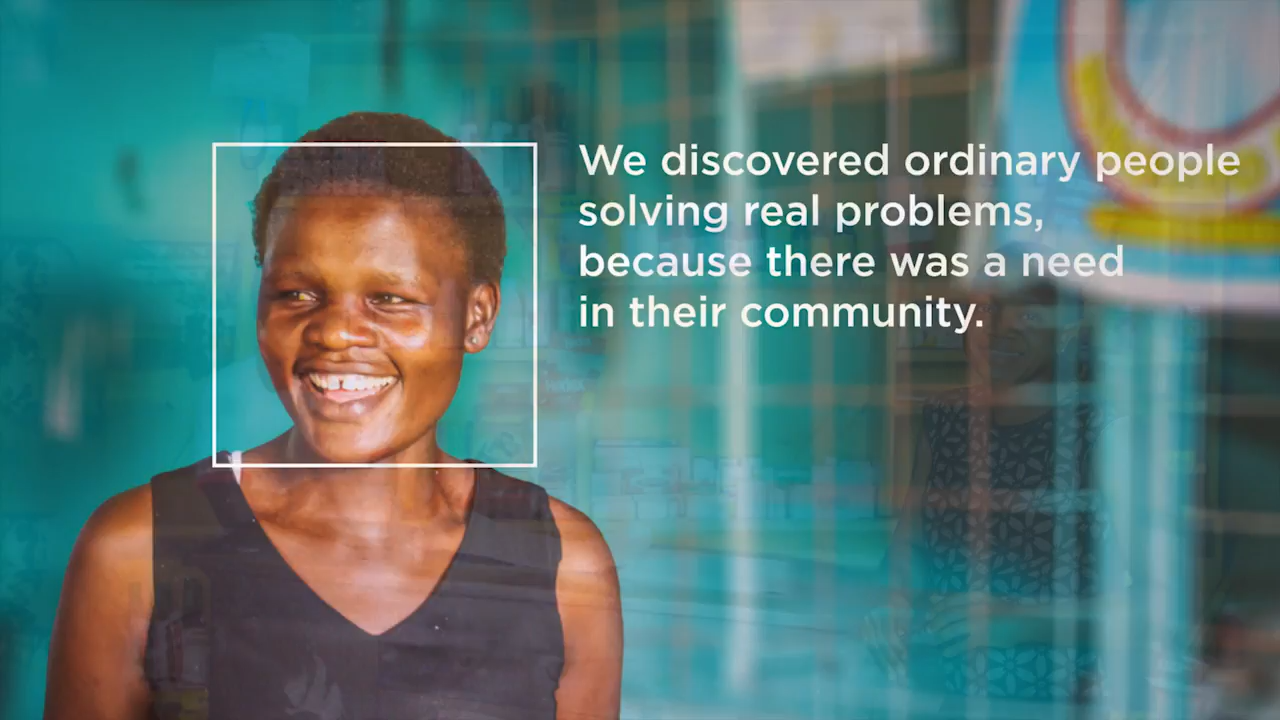 We discovered ordinary people
solving real problems,
because there was a need
in their community.